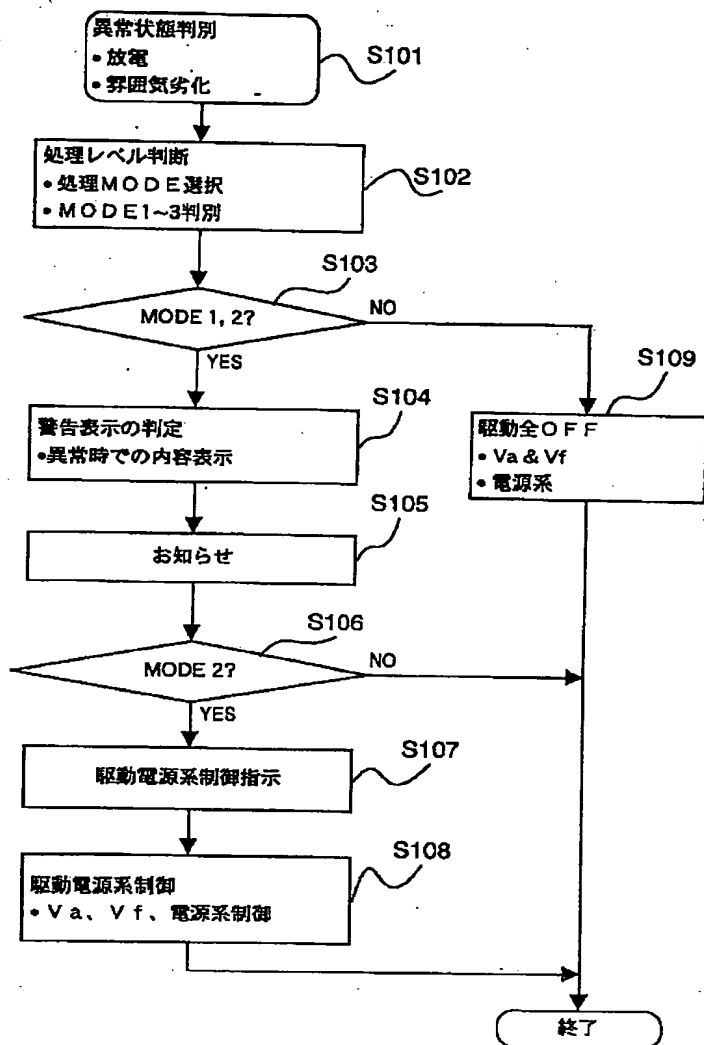 異常状態判別
• 放電
• 雰囲気劣化
S101
処理レベル判断
• 処理MODE選択
• MODE1~3判別
S102
S103
MODE 1, 2?
NO
YES
S104
警告表示の判定
•異常時での内容表示
S109
駆動全OFF
• Va & Vf
• 電源系
S105
お知らせ
S106
MODE 2?
NO
YES
S107
駆動電源系制御指示
S108
駆動電源系制御
• Va、Vf、電源系制御
終了